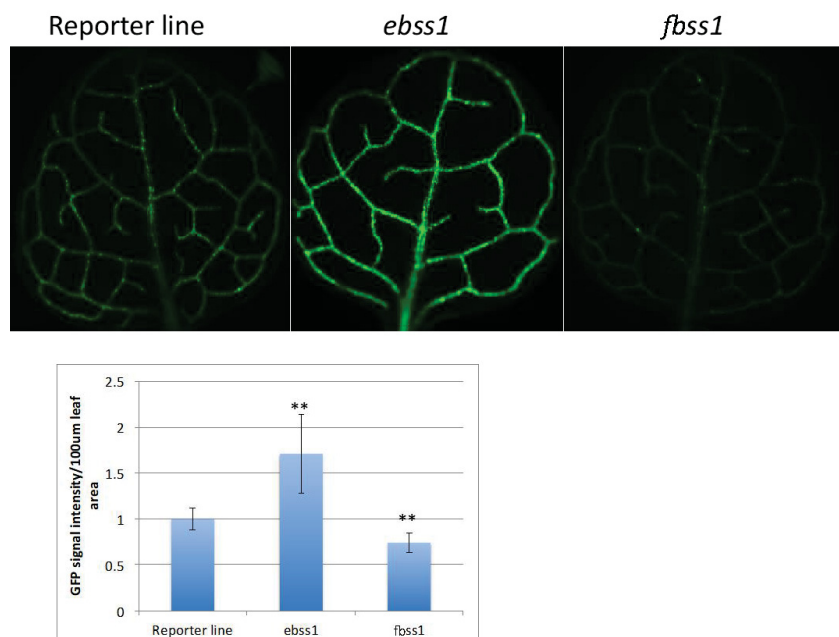 Reporter line ebss1 fbss1
GFP signal intensity/100um leaf
area
2.5
2
1.5
1
0.5
0
**
**
Reporter line ebss1 fbss1